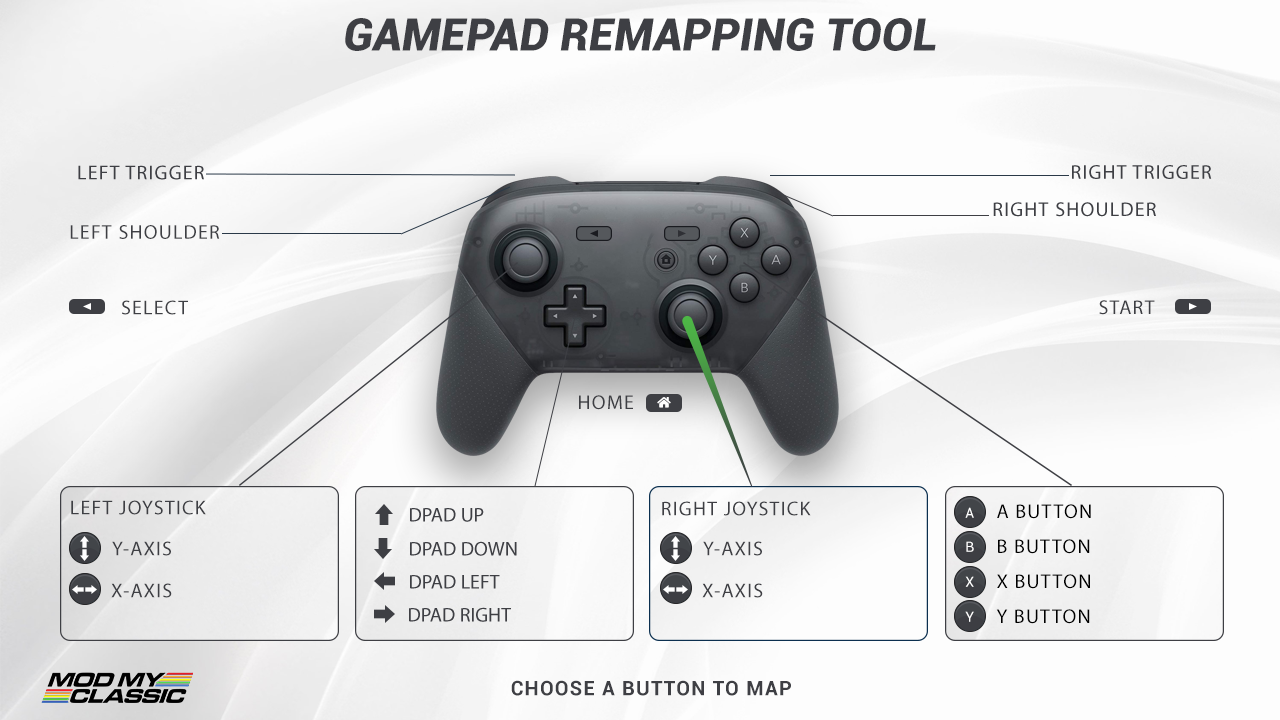 GAMEPAD REMAPPING TOOL
LEFT TRIGGER
RIGHT TRIGGER
RIGHT SHOULDER
LEFT SHOULDER
X
Y
A
B
SELECT
START
HOME
LEFT JOYSTICK
Y-AXIS
X-AXIS
DPAD UP
DPAD DOWN
DPAD LEFT
DPAD RIGHT
RIGHT JOYSTICK
Y-AXIS
X-AXIS
A A BUTTON
B B BUTTON
X X BUTTON
Y Y BUTTON
MOD MY
CLASSIC
CHOOSE A BUTTON TO MAP